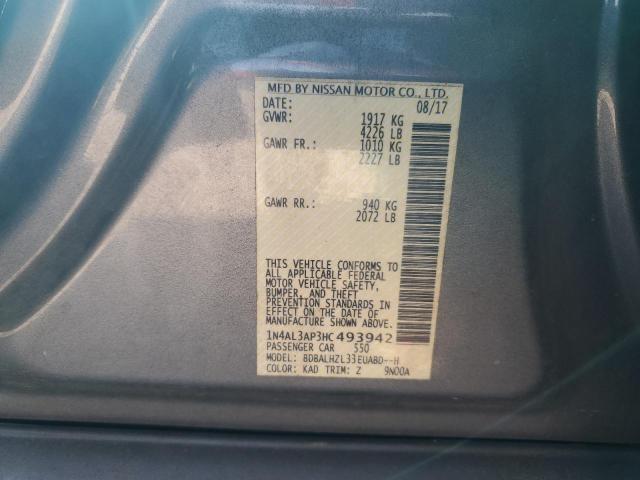 MFD BY NISSAN MOTOR CO., LTD.
DATE: 08/17
GVWR: 1917 KG
4226 LB
GAWR FR.: 1010 KG
2227 LB
GAWR RR.: 940 KG
2072 LB
THIS VEHICLE CONFORMS TO
ALL APPLICABLE FEDERAL
MOTOR VEHICLE SAFETY,
BUMPER, AND THEFT
PREVENTION STANDARDS IN
EFFECT ON THE DATE OF
MANUFACTURE SHOWN ABOVE.
1N4AL3AP3HC493942
PASSENGER CAR 550
MODEL: BDBALHZL33EUABD--H
COLOR: KAD TRIM: Z 9N00A